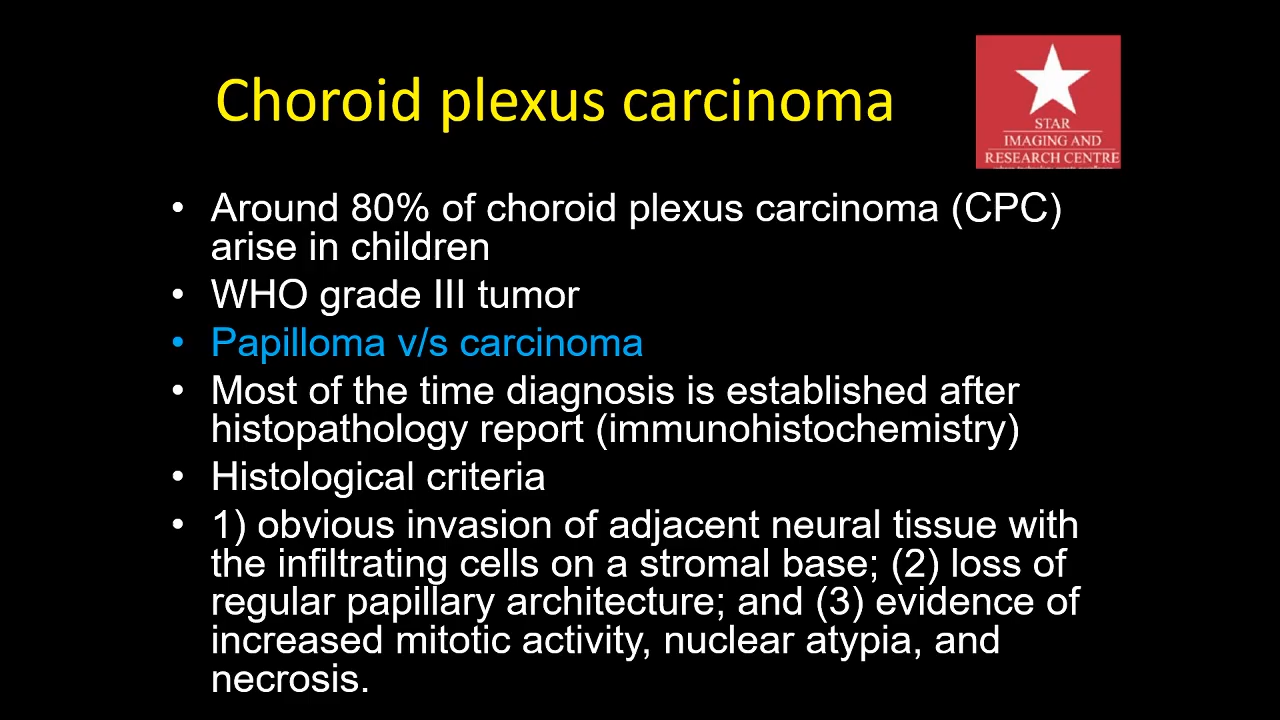 Choroid plexus carcinoma
STAR
IMAGING AND
RESEARCH CENTRE
• Around 80% of choroid plexus carcinoma (CPC)
arise in children
• WHO grade III tumor
• Papilloma v/s carcinoma
• Most of the time diagnosis is established after
histopathology report (immunohistochemistry)
• Histological criteria
• 1) obvious invasion of adjacent neural tissue with
the infiltrating cells on a stromal base; (2) loss of
regular papillary architecture; and (3) evidence of
increased mitotic activity, nuclear atypia, and
necrosis.